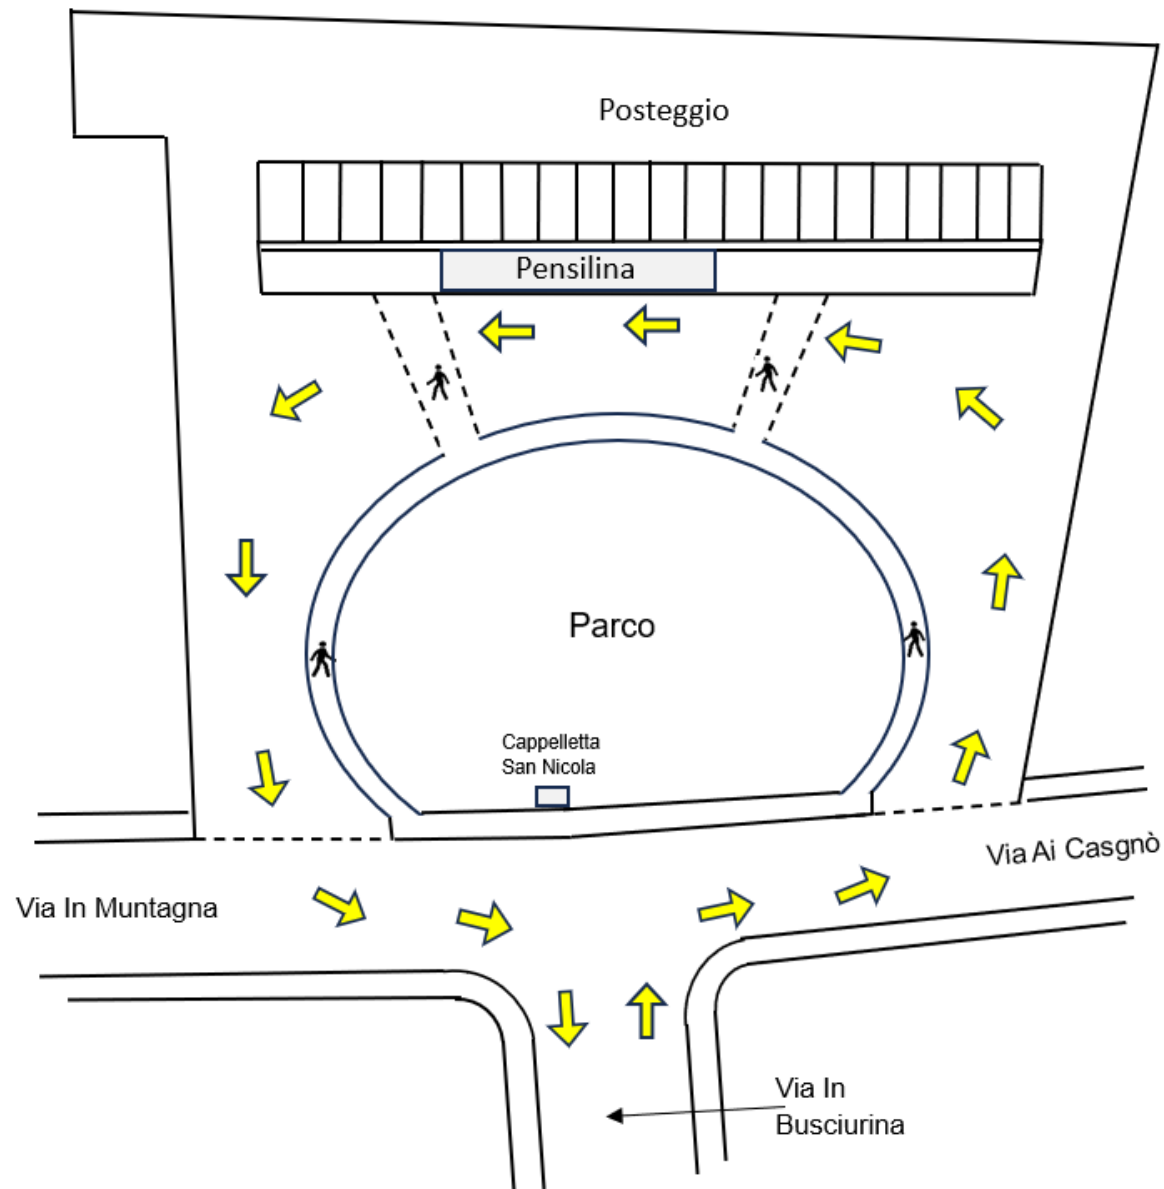 Posteggio
Pensilina
Parco
Cappelletta
San Nicola
Via Ai Casgnò
Via In Muntagna
Via In
Busciurina